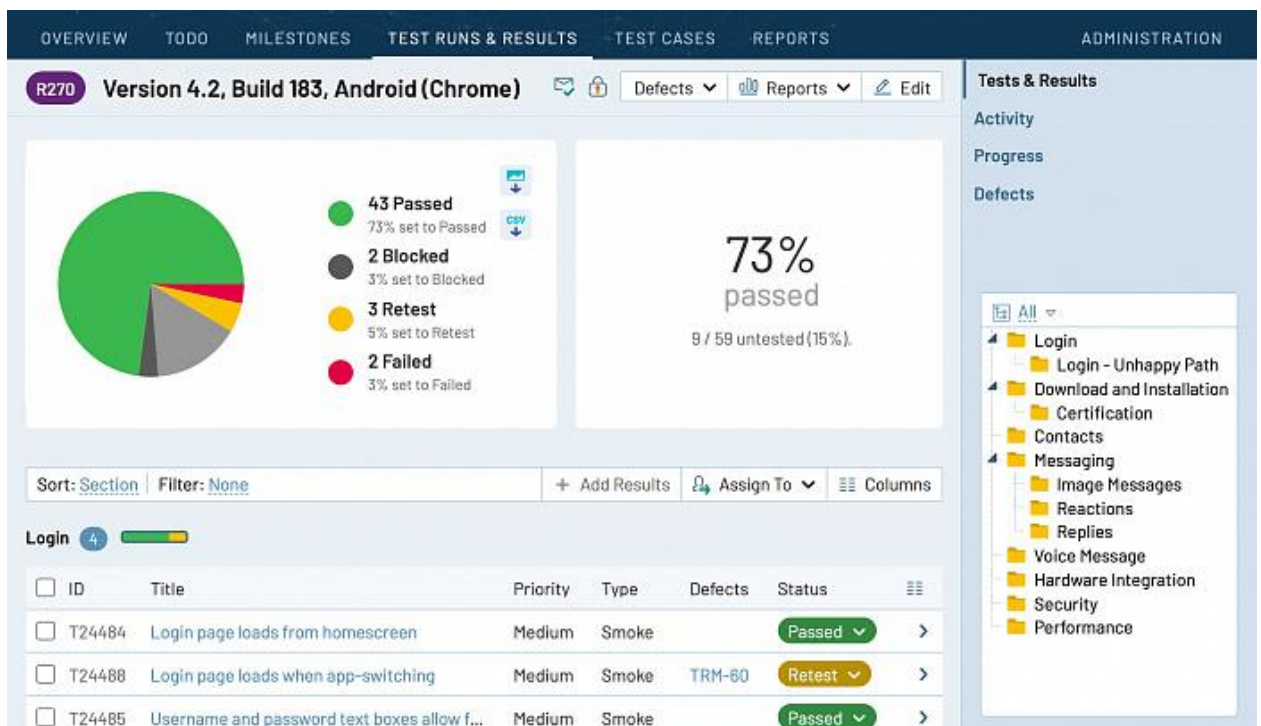 OVERVIEW TODO MILESTONES TEST RUNS & RESULTS TEST CASES REPORTS ADMINISTRATION
R270 Version 4.2, Build 183, Android (Chrome) Defects Reports Edit
43 Passed
73% set to Passed
CSV
2 Blocked
3% set to Blocked
3 Retest
5% set to Retest
2 Failed
3% set to Failed
73%
passed
9 / 59 untested (15%).
Sort: Section Filter: None + Add Results Assign To Columns
Login 4
ID Title Priority Type Defects Status
T24484 Login page loads from homescreen Medium Smoke Passed
T24488 Login page loads when app-switching Medium Smoke TRM-60 Retest
T24485 Username and password text boxes allow f... Medium Smoke Passed
Tests & Results
Activity
Progress
Defects
All
Login
Login - Unhappy Path
Download and Installation
Certification
Contacts
Messaging
Image Messages
Reactions
Replies
Voice Message
Hardware Integration
Security
Performance